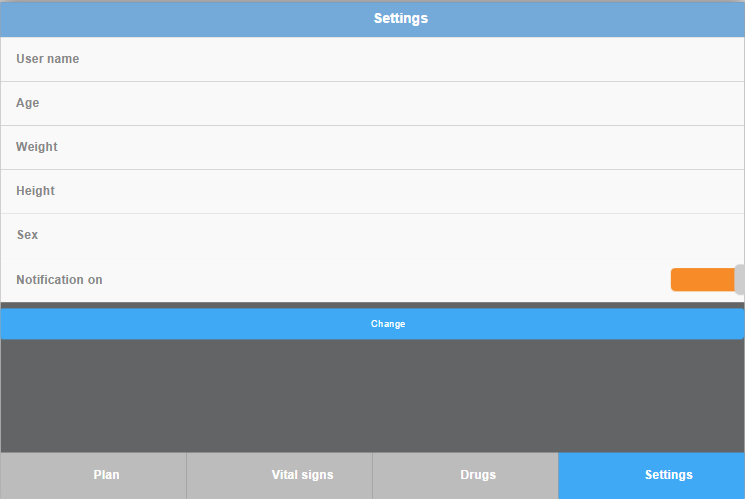 Settings
User name
Age
Weight
Height
Sex
Notification on
Change
Plan Vital signs Drugs Settings